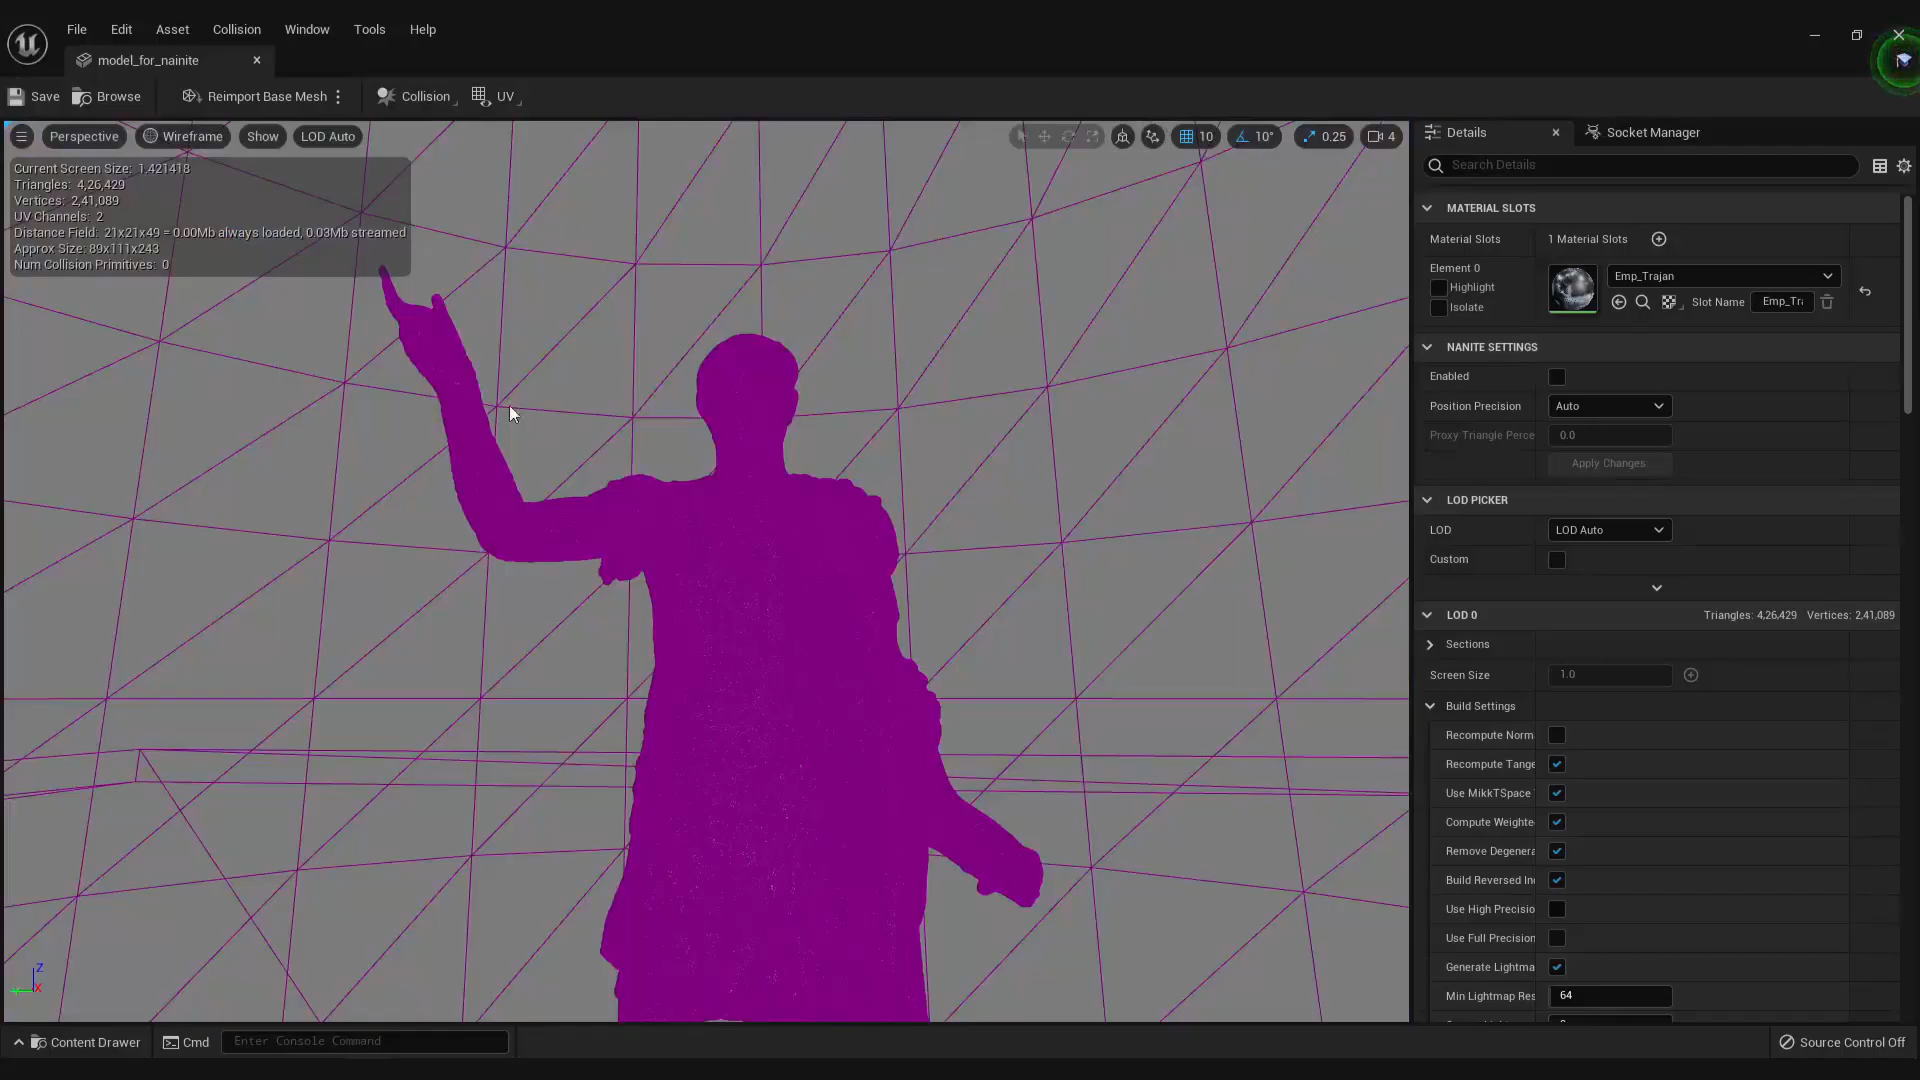 File Edit Asset Collision Window Tools Help
model_for_nainite
Save Browse Reimport Base Mesh Collision UV
Perspective Wireframe Show LOD Auto 10 10° 0.25 4
Current Screen Size: 1.421418
Triangles: 4,26,429
Vertices: 2,41,089
UV Channels: 2
Distance Field: 21x21x49 = 0.00Mb always loaded, 0.03Mb streamed
Approx Size: 89x111x243
Num Collision Primitives: 0
Z
X
Details Socket Manager
Search Details
MATERIAL SLOTS
Material Slots 1 Material Slots
Element 0
Highlight
Isolate
Emp_Trajan
Slot Name Emp_Tra
NANITE SETTINGS
Enabled
Position Precision Auto
Proxy Triangle Perce 0.0
Apply Changes
LOD PICKER
LOD LOD Auto
Custom
LOD 0 Triangles: 4,26,429 Vertices: 2,41,089
Sections
Screen Size 1.0
Build Settings
Recompute Norm
Recompute Tange
Use MikkTSpace
Compute Weighte
Remove Degenera
Build Reversed Ind
Use High Precisio
Use Full Precision
Generate Lightma
Min Lightmap Res 64
Content Drawer Cmd Enter Console Command Source Control Off